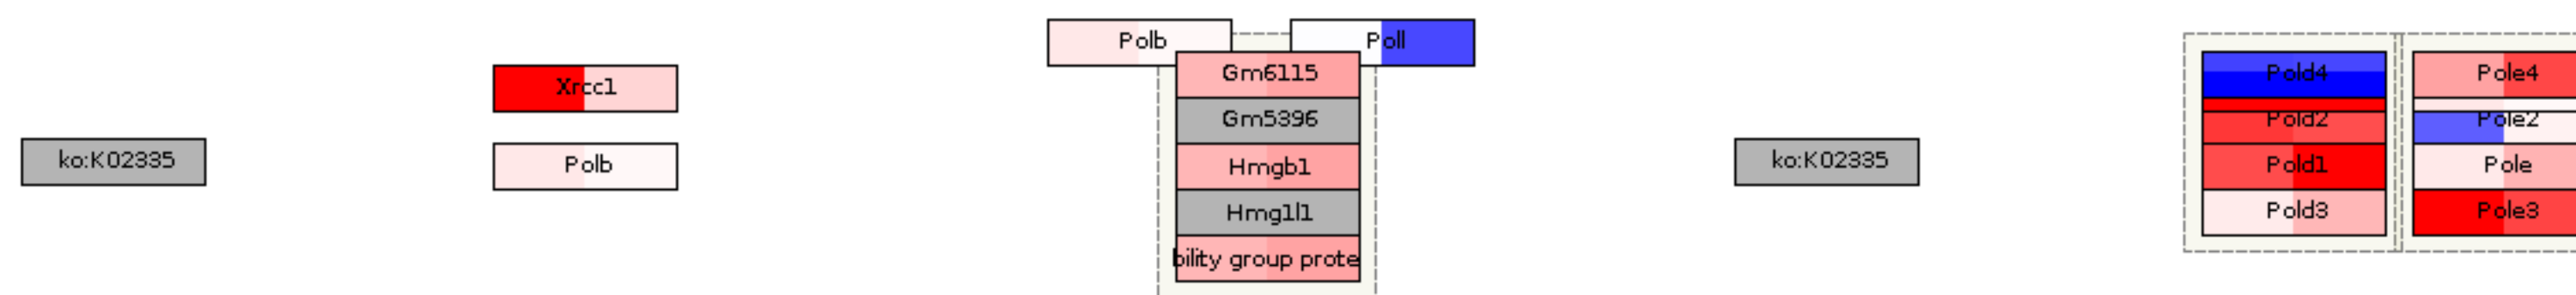 ko:K02335
Xrcc1
Polb
Polb
Poll
Gm6115
Gm5396
Hmgb1
Hmg1l1
bility group prote
ko:K02335
Pold4
Pold2
Pold1
Pold3
Pole4
Pole2
Pole
Pole3